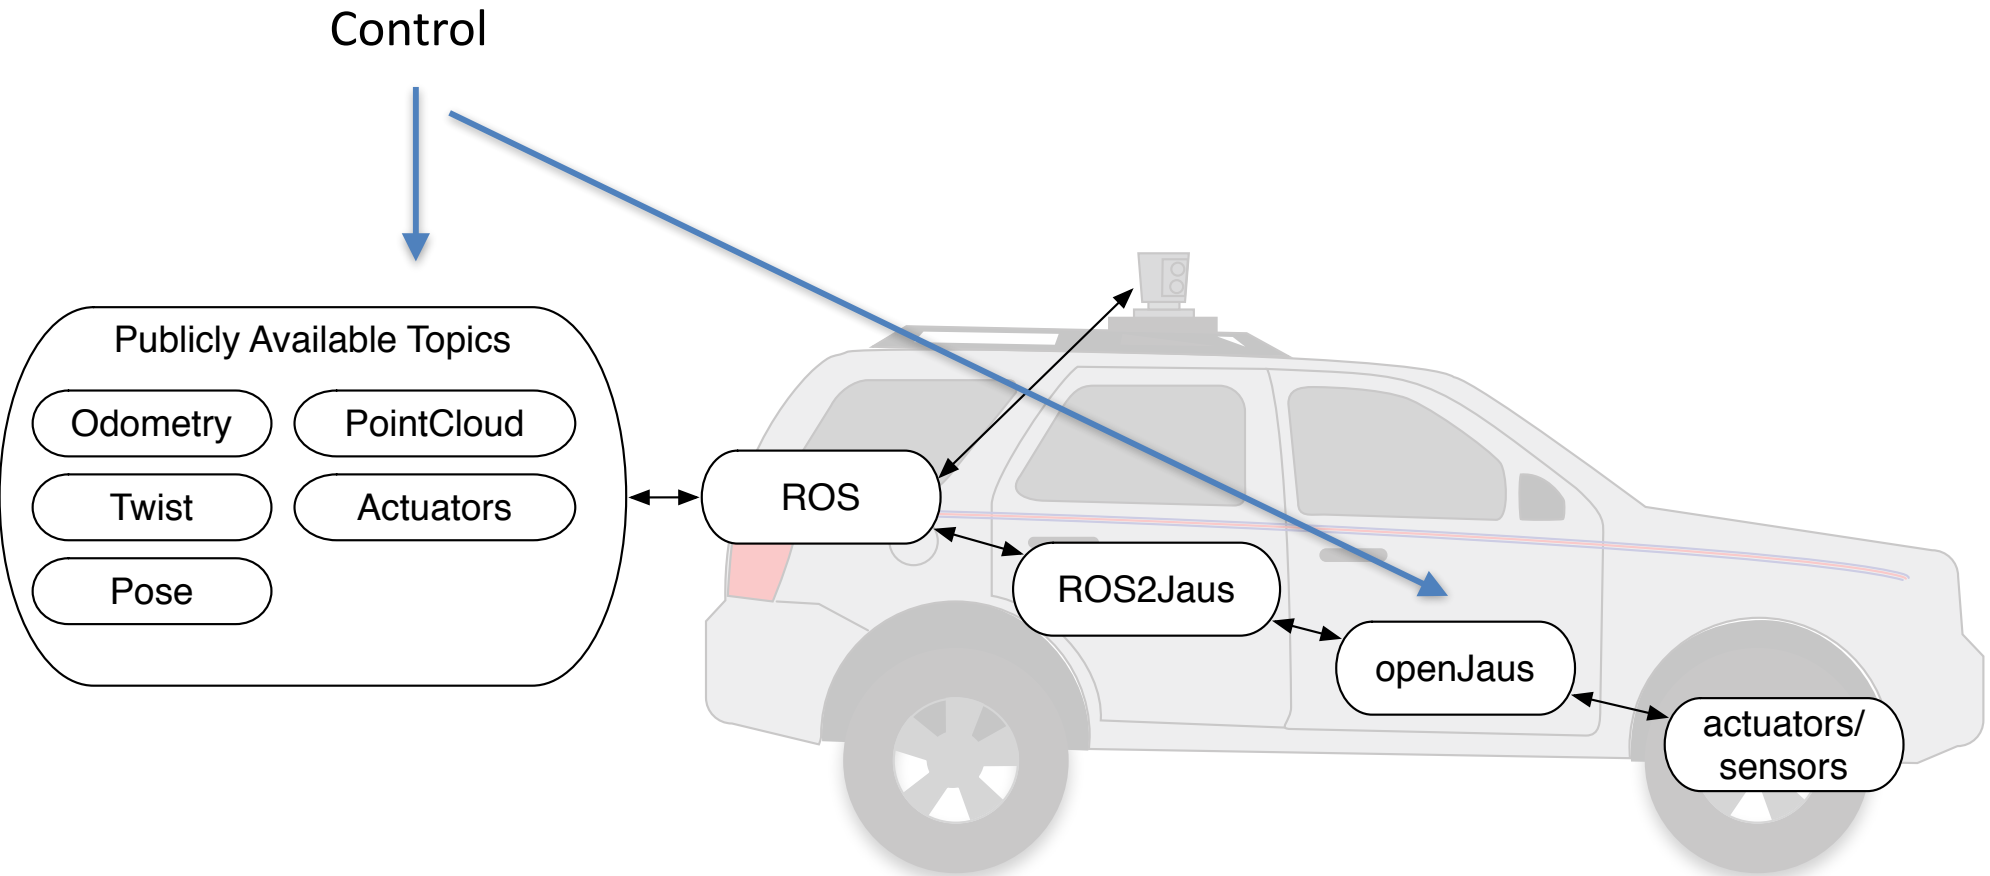 Control
Publicly Available Topics
Odometry
PointCloud
Twist
Actuators
Pose
ROS
ROS2Jaus
openJaus
actuators/
sensors